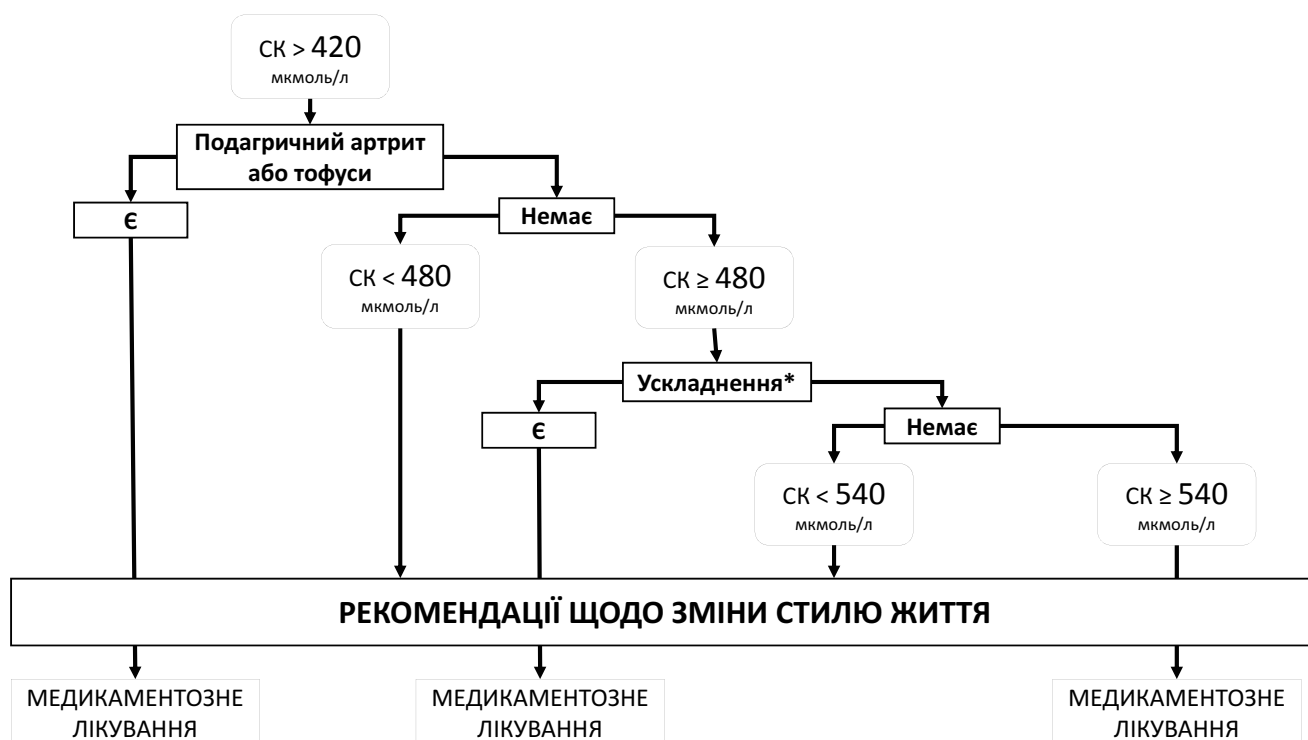 СК > 420
мкмоль/л
Подагричний артрит
або тофуси
Є
Немає
СК < 480
мкмоль/л
СК ≥ 480
мкмоль/л
Ускладнення*
Є
Немає
СК < 540
мкмоль/л
СК ≥ 540
мкмоль/л
РЕКОМЕНДАЦІЇ ЩОДО ЗМІНИ СТИЛЮ ЖИТТЯ
МЕДИКАМЕНТОЗНЕ
ЛІКУВАННЯ
МЕДИКАМЕНТОЗНЕ
ЛІКУВАННЯ
МЕДИКАМЕНТОЗНЕ
ЛІКУВАННЯ